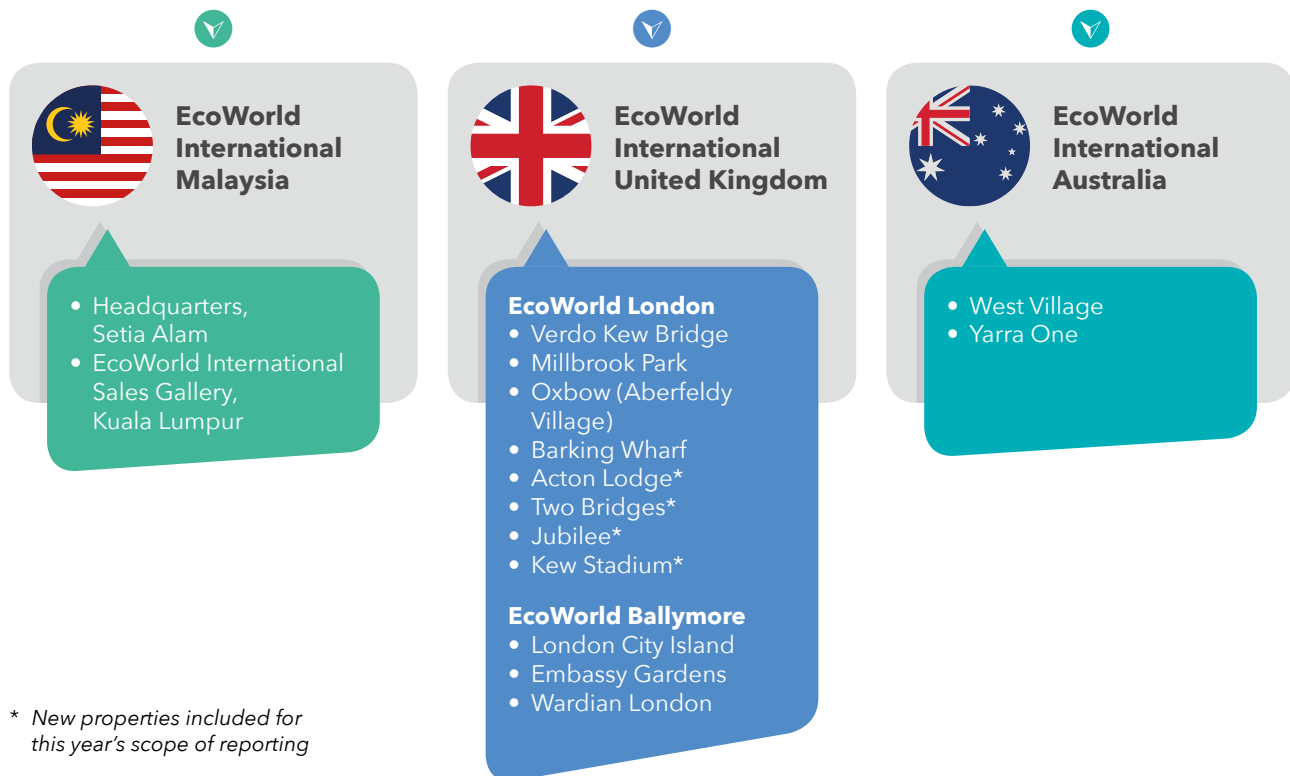 EcoWorld
International
Malaysia
• Headquarters,
Setia Alam
• EcoWorld International
Sales Gallery,
Kuala Lumpur
EcoWorld
International
United Kingdom
EcoWorld London
• Verdo Kew Bridge
• Millbrook Park
• Oxbow (Aberfeldy
Village)
• Barking Wharf
• Acton Lodge*
• Two Bridges*
• Jubilee*
• Kew Stadium*
EcoWorld Ballymore
• London City Island
• Embassy Gardens
• Wardian London
EcoWorld
International
Australia
• West Village
• Yarra One
* New properties included for
this year's scope of reporting